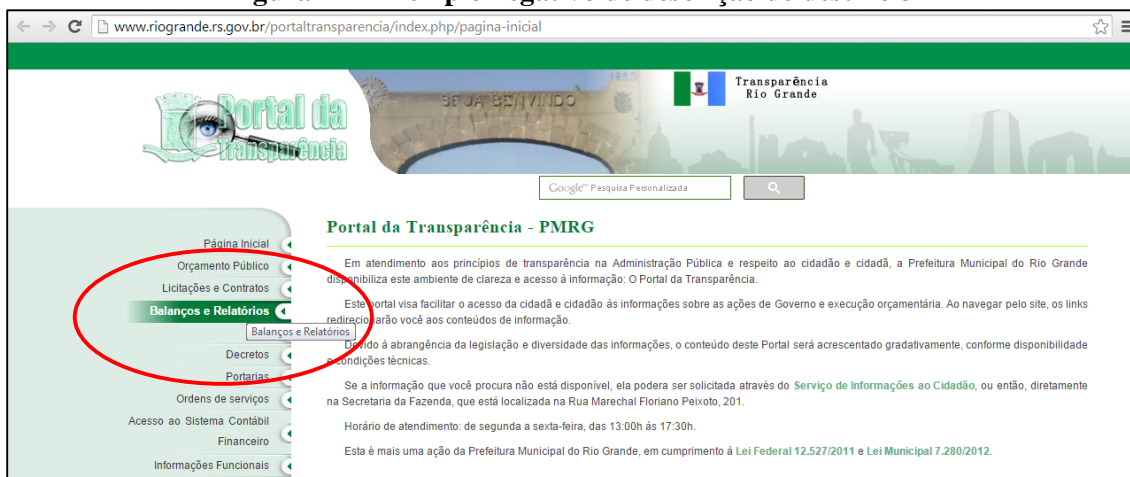 www.riogrande.rs.gov.br/portaltransparencia/index.php/pagina-inicial
Portal da
Transparência
SEJA BENVINDO
Transparência
Rio Grande
Google™ Pesquisa Personalizada
Página Inicial
Orçamento Público
Licitações e Contratos
Balanços e Relatórios
Balanços e Relatórios
Decretos
Portarias
Ordens de serviços
Acesso ao Sistema Contábil
Financeiro
Informações Funcionais
Portal da Transparência - PMRG
Em atendimento aos princípios de transparência na Administração Pública e respeito ao cidadão e cidadã, a Prefeitura Municipal do Rio Grande
disponibiliza este ambiente de clareza e acesso à informação: O Portal da Transparência.
Este portal visa facilitar o acesso da cidadã e cidadão às informações sobre as ações de Governo e execução orçamentária. Ao navegar pelo site, os links
redirecionarão você aos conteúdos de informação.
Devido à abrangência da legislação e diversidade das informações, o conteúdo deste Portal será acrescentado gradativamente, conforme disponibilidade
e condições técnicas.
Se a informação que você procura não está disponível, ela podera ser solicitada através do Serviço de Informações ao Cidadão, ou então, diretamente
na Secretaria da Fazenda, que está localizada na Rua Marechal Floriano Peixoto, 201.
Horário de atendimento: de segunda a sexta-feira, das 13:00h às 17:30h.
Esta é mais uma ação da Prefeitura Municipal do Rio Grande, em cumprimento à Lei Federal 12.527/2011 e Lei Municipal 7.280/2012.